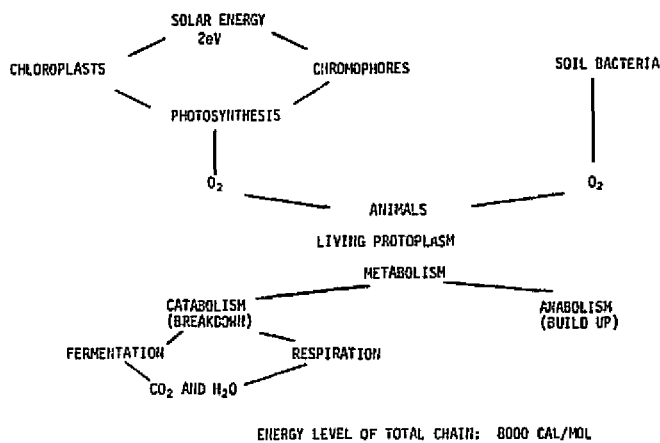 SOLAR ENERGY
2eV
CHLOROPLASTS
CHROMOPHORES
SOIL BACTERIA
PHOTOSYNTHESIS
O₂
O₂
ANIMALS
LIVING PROTOPLASM
METABOLISM
CATABOLISM
(BREAKDOWN)
ANABOLISM
(BUILD UP)
FERMENTATION
RESPIRATION
CO₂ AND H₂O
ENERGY LEVEL OF TOTAL CHAIN: 8000 CAL/MOL